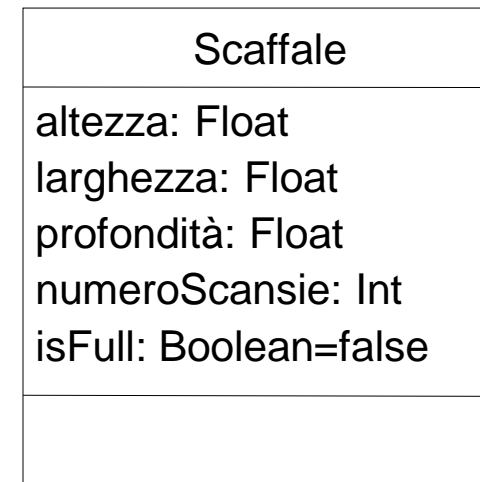 Scaffale
altezza: Float
larghezza: Float
profondità: Float
numeroScansie: Int
isFull: Boolean=false